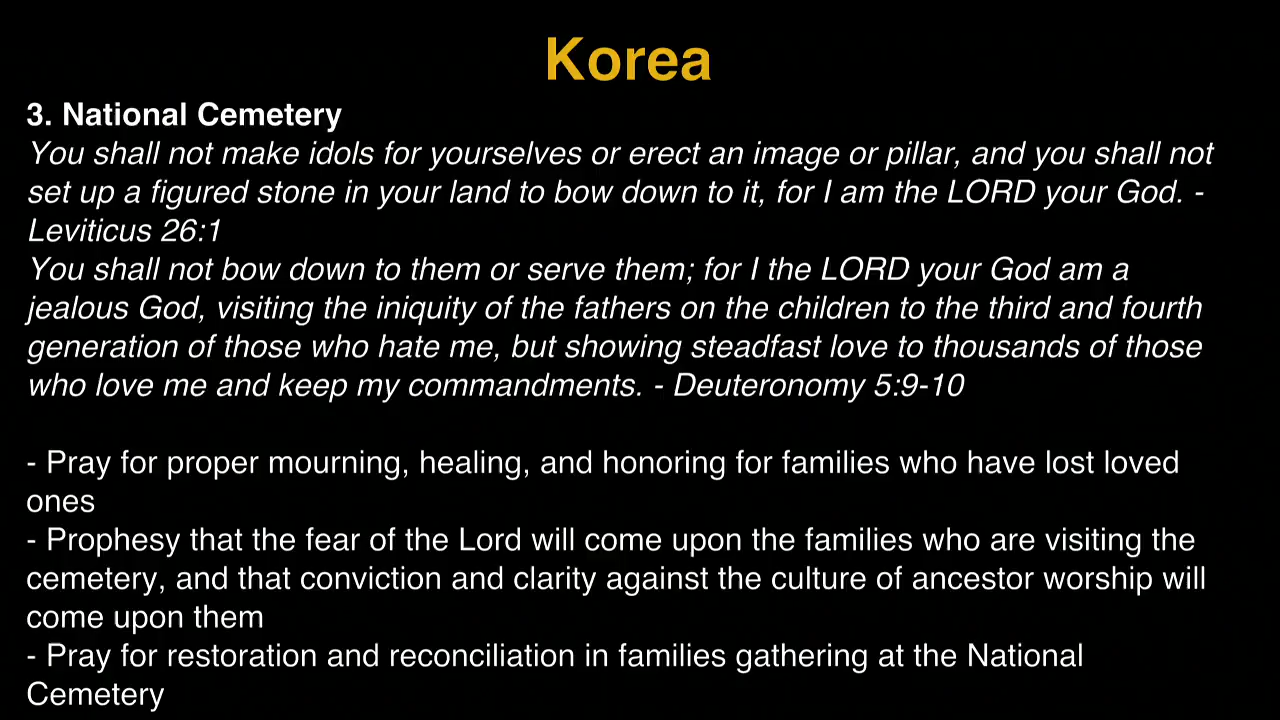 Korea
3. National Cemetery
You shall not make idols for yourselves or erect an image or pillar, and you shall not
set up a figured stone in your land to bow down to it, for I am the LORD your God. -
Leviticus 26:1
You shall not bow down to them or serve them; for I the LORD your God am a
jealous God, visiting the iniquity of the fathers on the children to the third and fourth
generation of those who hate me, but showing steadfast love to thousands of those
who love me and keep my commandments. - Deuteronomy 5:9-10
- Pray for proper mourning, healing, and honoring for families who have lost loved
ones
- Prophesy that the fear of the Lord will come upon the families who are visiting the
cemetery, and that conviction and clarity against the culture of ancestor worship will
come upon them
- Pray for restoration and reconciliation in families gathering at the National
Cemetery